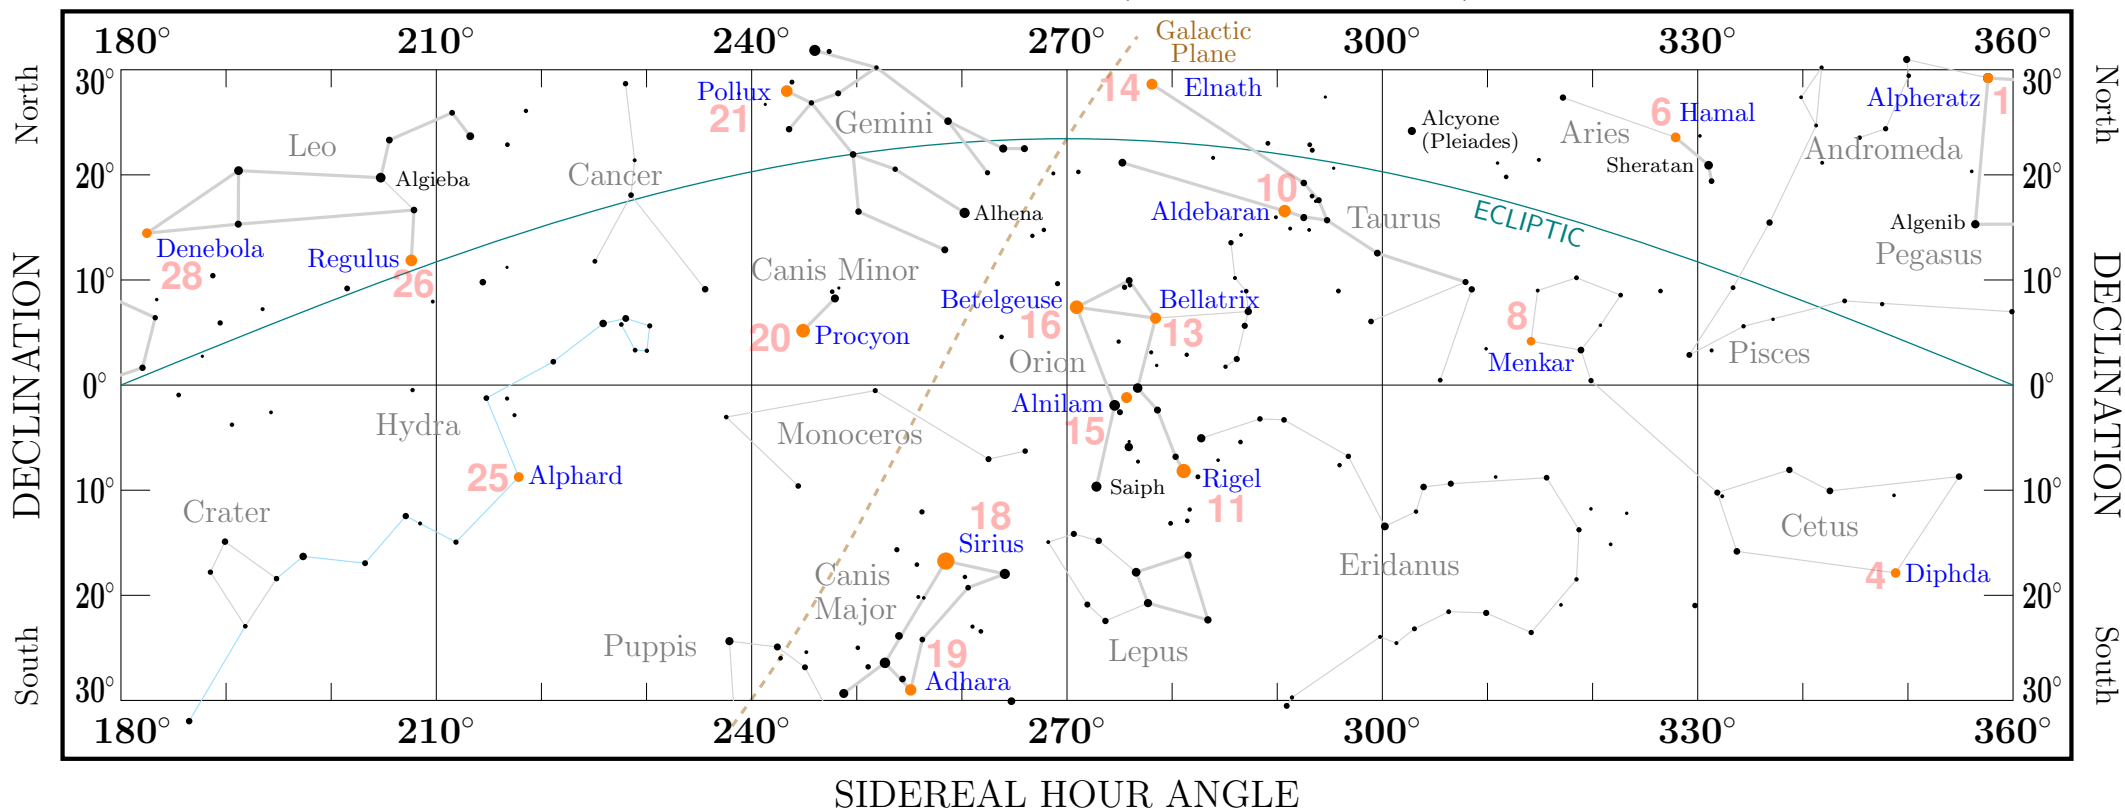 180° 210° 240° 270° 300° 330° 360°
Galactic
Plane
North
North
30°
30°
Pollux
21
Gemini
14
Elnath
Alcyone
(Pleiades)
6
Hamal
Aries
Sheratan
Alpheratz
1
Andromeda
Leo
Algieba
Cancer
20°
20°
Alhena
10
Aldebaran
Taurus
ECLIPTIC
Algenib
Pegasus
Denebola
28
Regulus
26
Canis Minor
10°
10°
Betelgeuse
16
Bellatrix
13
20
Procyon
Orion
8
Menkar
Pisces
DECLINATION
DECLINATION
0°
0°
Hydra
Monoceros
Alnilam
15
25
Alphard
Saiph
Rigel
11
10°
10°
Crater
18
Sirius
Canis
Major
Eridanus
Cetus
4
Diphda
20°
20°
Puppis
19
Adhara
Lepus
South
South
30°
30°
180° 210° 240° 270° 300° 330° 360°
SIDEREAL HOUR ANGLE